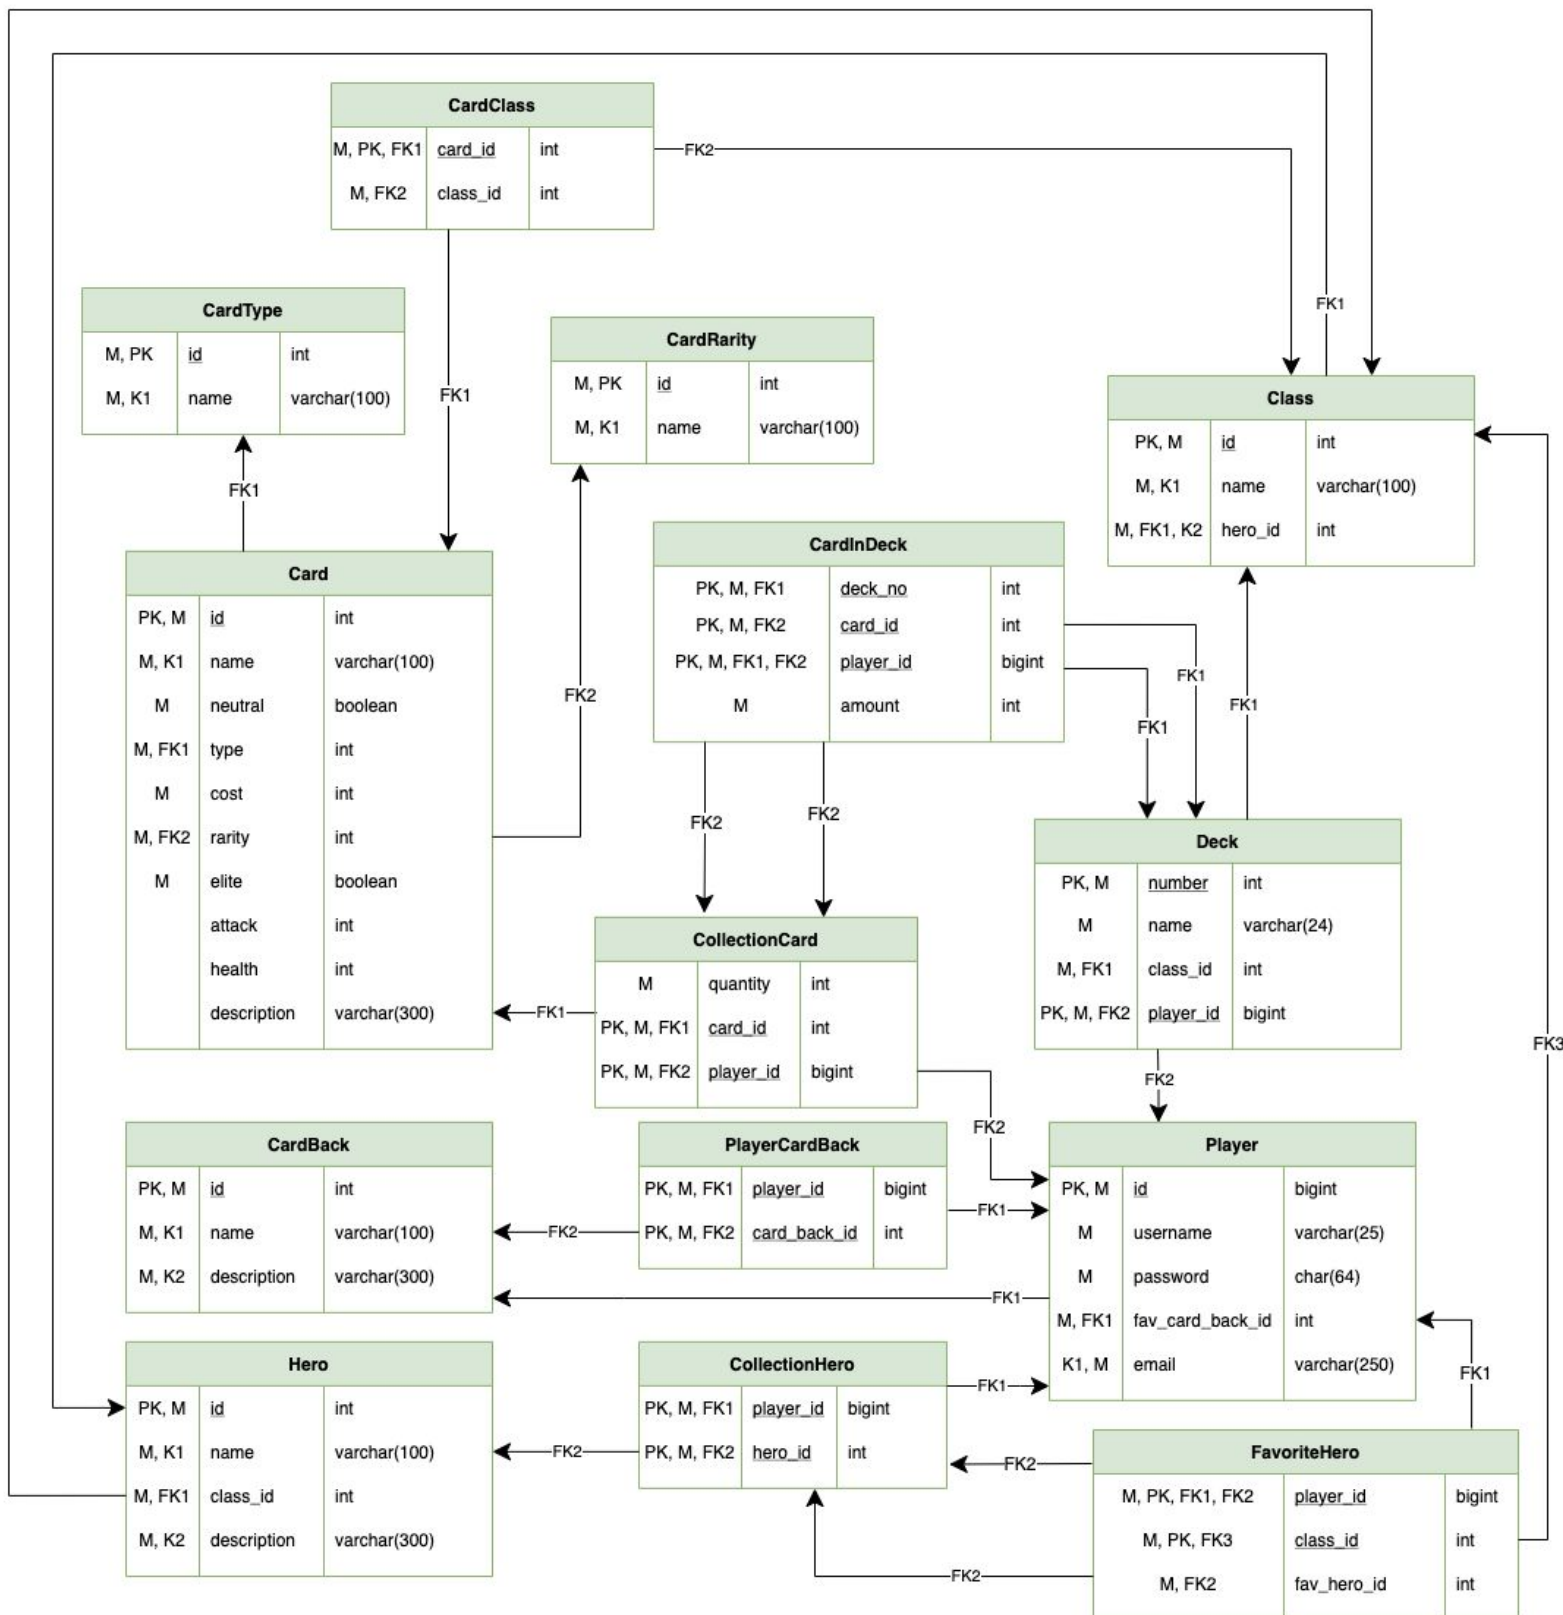 CardClass
M, PK, FK1 card_id int
M, FK2 class_id int
FK2
FK1
FK1
CardType
M, PK id int
M, K1 name varchar(100)
FK1
CardRarity
M, PK id int
M, K1 name varchar(100)
FK2
Class
PK, M id int
M, K1 name varchar(100)
M, FK1, K2 hero_id int
FK1
Card
PK, M id int
M, K1 name varchar(100)
M neutral boolean
M, FK1 type int
M cost int
M, FK2 rarity int
M elite boolean
attack int
health int
description varchar(300)
CardInDeck
PK, M, FK1 deck_no int
PK, M, FK2 card_id int
PK, M, FK1, FK2 player_id bigint
M amount int
FK1
FK1
FK2
FK2
Deck
PK, M number int
M name varchar(24)
M, FK1 class_id int
PK, M, FK2 player_id bigint
FK2
FK3
CollectionCard
M quantity int
PK, M, FK1 card_id int
PK, M, FK2 player_id bigint
FK1
FK2
CardBack
PK, M id int
M, K1 name varchar(100)
M, K2 description varchar(300)
PlayerCardBack
PK, M, FK1 player_id bigint
PK, M, FK2 card_back_id int
FK2
FK1
FK1
Player
PK, M id bigint
M username varchar(25)
M password char(64)
M, FK1 fav_card_back_id int
K1, M email varchar(250)
Hero
PK, M id int
M, K1 name varchar(100)
M, FK1 class_id int
M, K2 description varchar(300)
CollectionHero
PK, M, FK1 player_id bigint
PK, M, FK2 hero_id int
FK2
FK1
FK1
FK2
FK2
FavoriteHero
M, PK, FK1, FK2 player_id bigint
M, PK, FK3 class_id int
M, FK2 fav_hero_id int